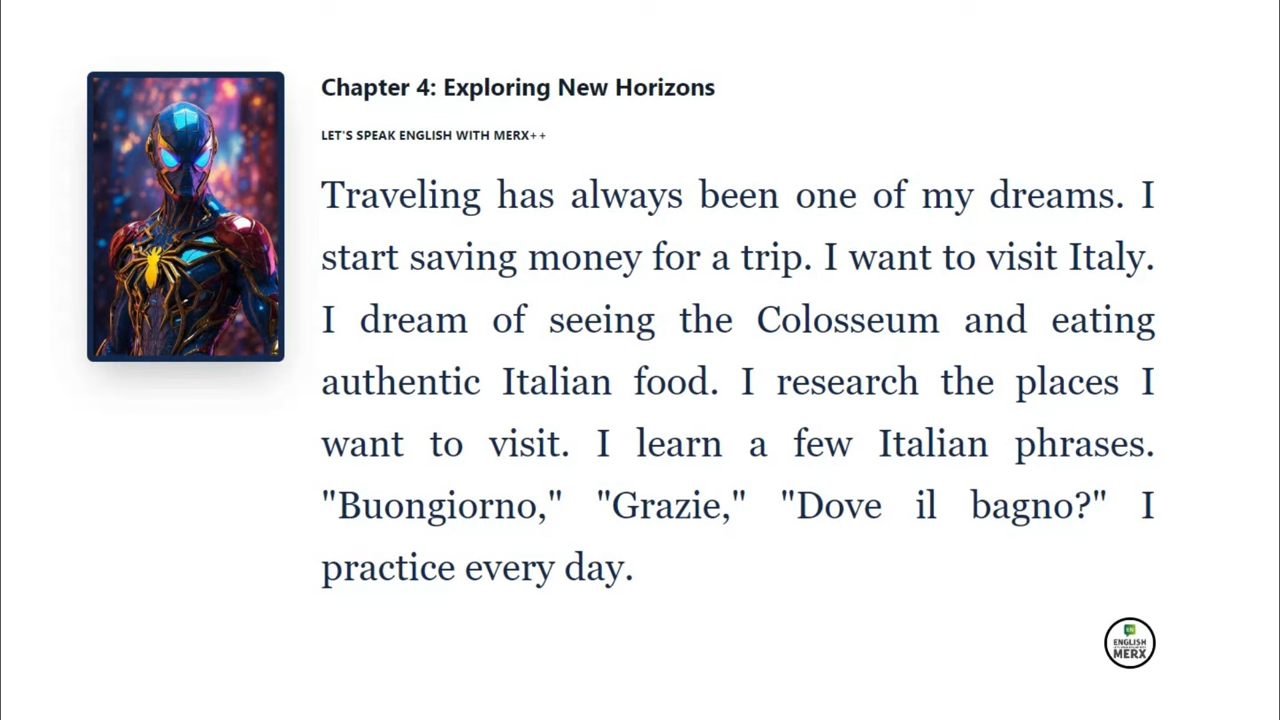 Chapter 4: Exploring New Horizons
LET'S SPEAK ENGLISH WITH MERX++
Traveling has always been one of my dreams. I
start saving money for a trip. I want to visit Italy.
I dream of seeing the Colosseum and eating
authentic Italian food. I research the places I
want to visit. I learn a few Italian phrases.
"Buongiorno," "Grazie," "Dove il bagno?" I
practice every day.
ENGLISH
MERX